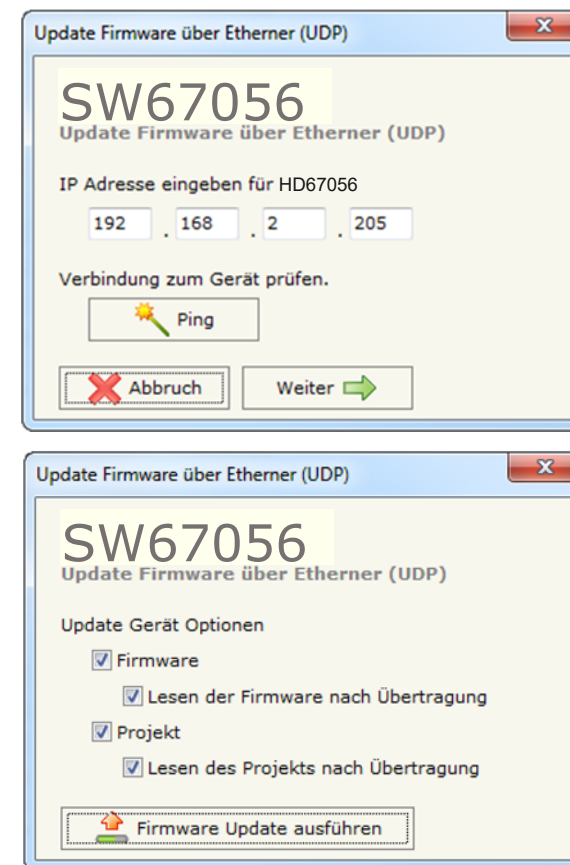 Update Firmware über Etherner (UDP)
SW67056
Update Firmware über Etherner (UDP)
IP Adresse eingeben für HD67056
192 . 168 . 2 . 205
Verbindung zum Gerät prüfen.
Ping
Abbruch Weiter
Update Firmware über Etherner (UDP)
SW67056
Update Firmware über Etherner (UDP)
Update Gerät Optionen
Firmware
Lesen der Firmware nach Übertragung
Projekt
Lesen des Projekts nach Übertragung
Firmware Update ausführen